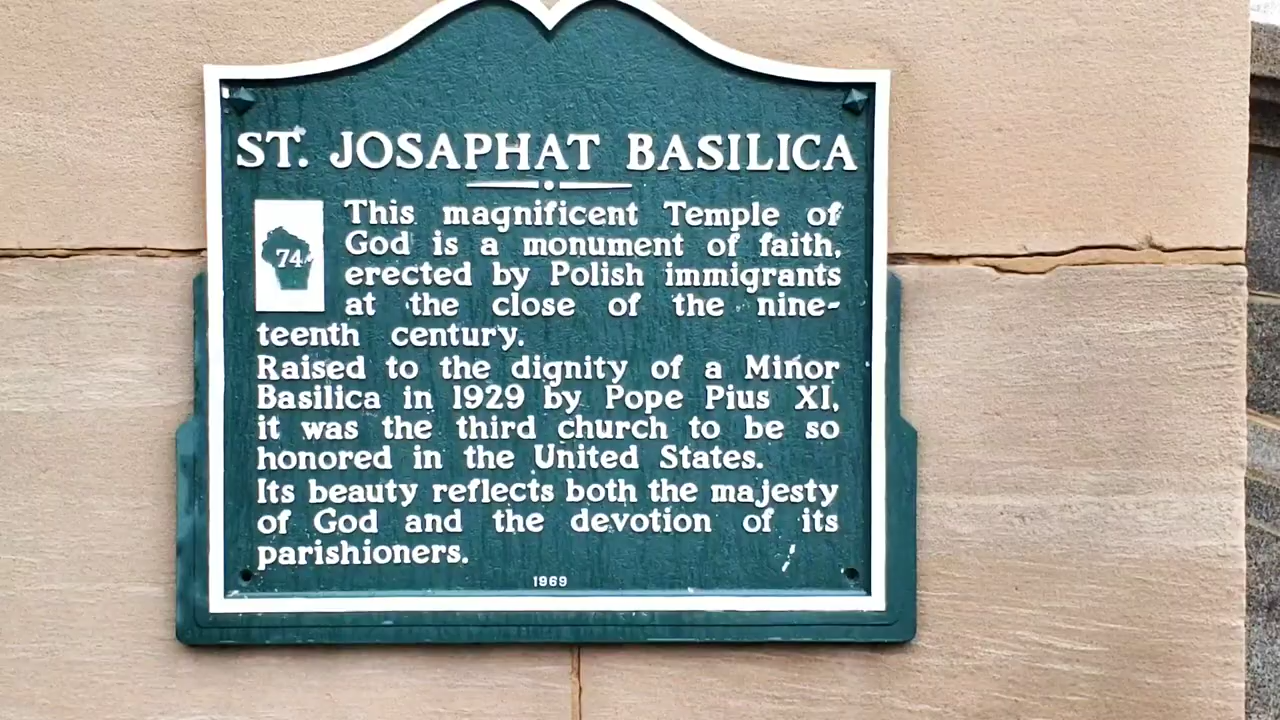 ST. JOSAPHAT BASILICA
74
This magnificent Temple of
God is a monument of faith,
erected by Polish immigrants
at the close of the nine-
teenth century.
Raised to the dignity of a Minor
Basilica in 1929 by Pope Pius XI,
it was the third church to be so
honored in the United States.
Its beauty reflects both the majesty
of God and the devotion of its
parishioners.
1969